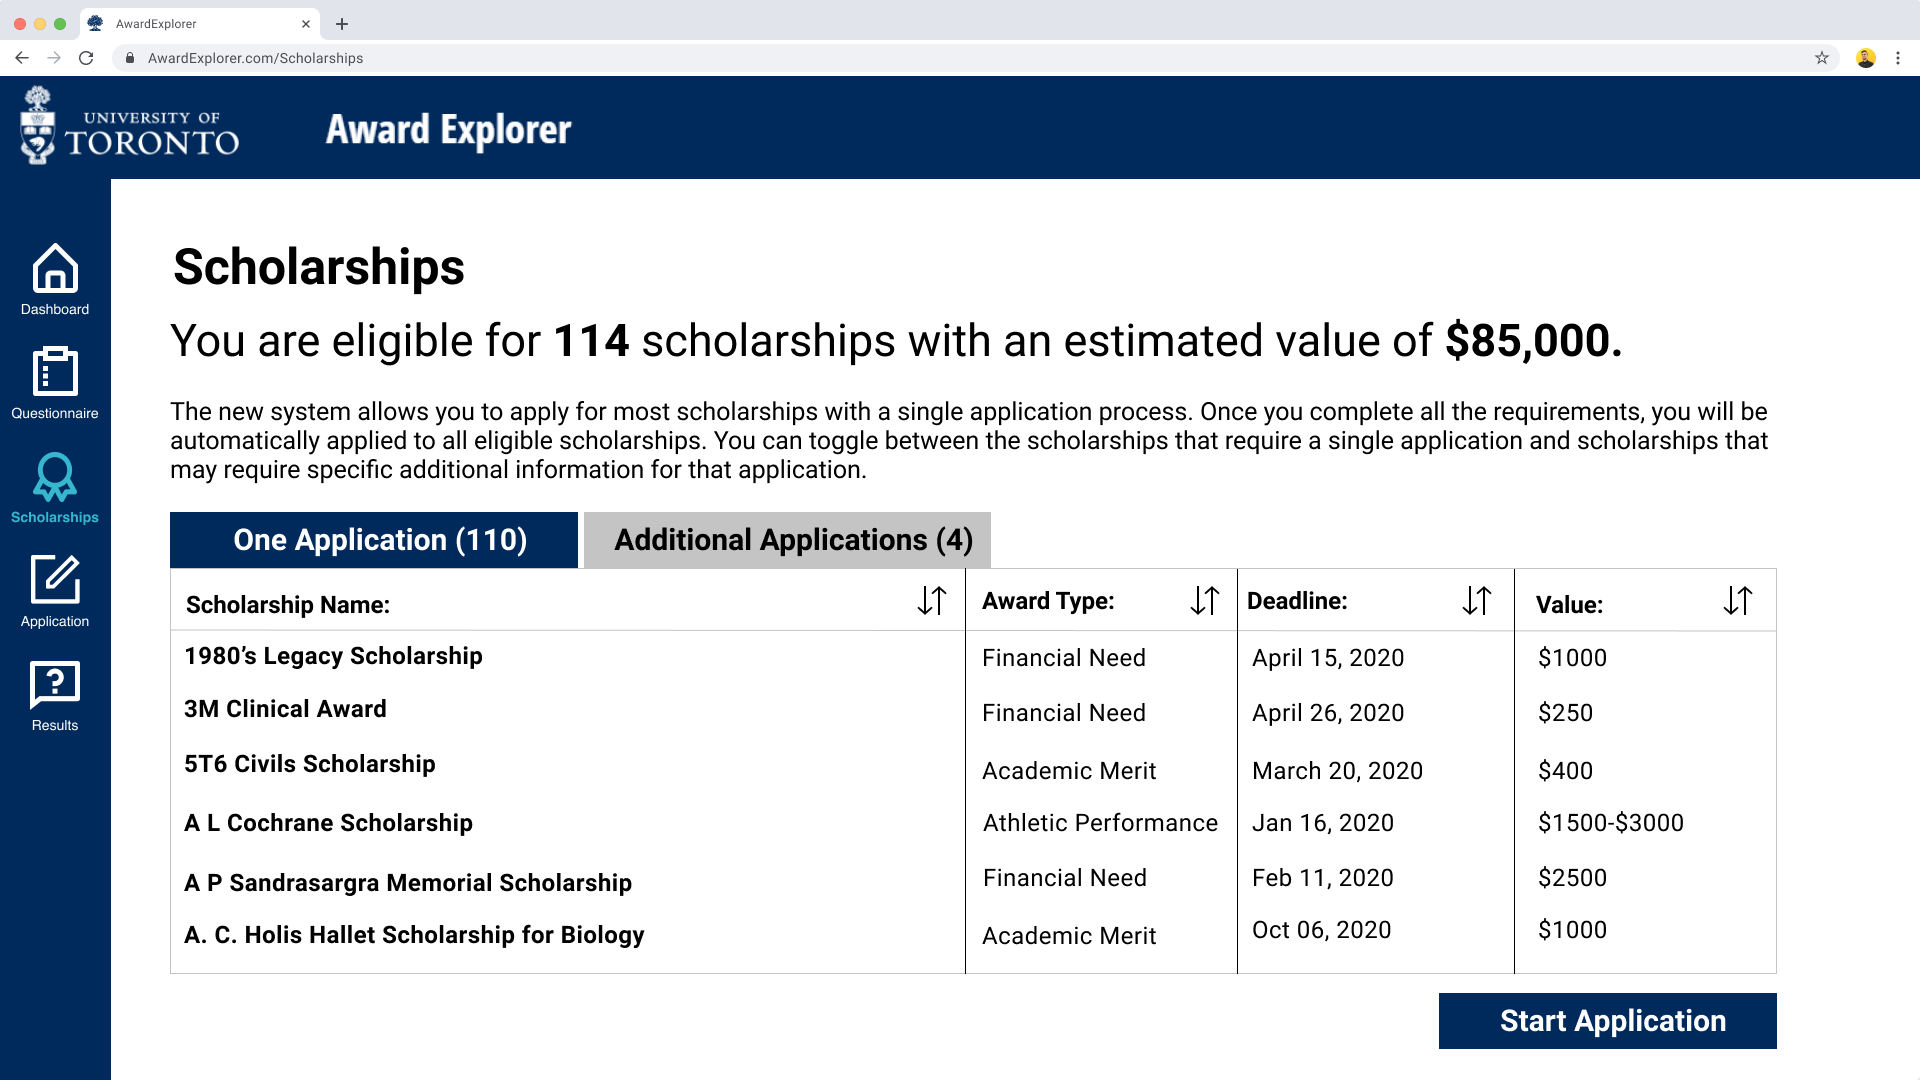 AwardExplorer
AwardExplorer.com/Scholarships
UNIVERSITY OF
TORONTO
Award Explorer
Dashboard
Questionnaire
Scholarships
Application
Results
Scholarships
You are eligible for 114 scholarships with an estimated value of $85,000.
The new system allows you to apply for most scholarships with a single application process. Once you complete all the requirements, you will be
automatically applied to all eligible scholarships. You can toggle between the scholarships that require a single application and scholarships that
may require specific additional information for that application.
One Application (110) Additional Applications (4)
Scholarship Name: Award Type: Deadline: Value:
1980’s Legacy Scholarship Financial Need April 15, 2020 $1000
3M Clinical Award Financial Need April 26, 2020 $250
5T6 Civils Scholarship Academic Merit March 20, 2020 $400
A L Cochrane Scholarship Athletic Performance Jan 16, 2020 $1500-$3000
A P Sandrasargra Memorial Scholarship Financial Need Feb 11, 2020 $2500
A. C. Holis Hallet Scholarship for Biology Academic Merit Oct 06, 2020 $1000
Start Application